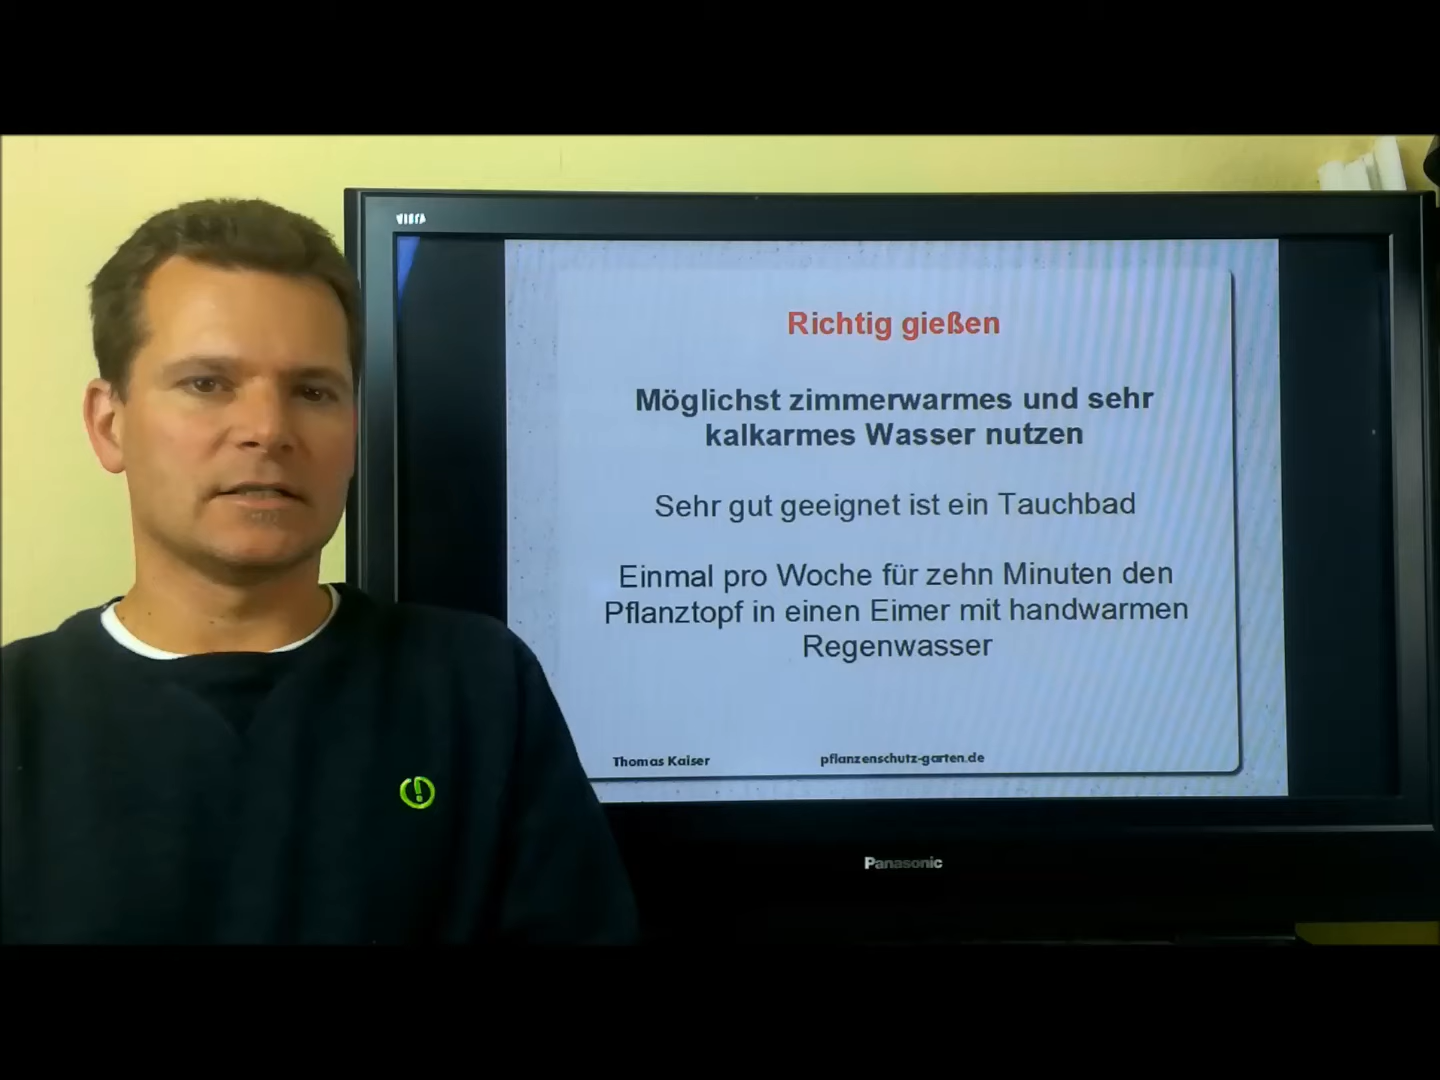 VIERA
Richtig gießen
Möglichst zimmerwarmes und sehr
kalkarmes Wasser nutzen
Sehr gut geeignet ist ein Tauchbad
Einmal pro Woche für zehn Minuten den
Pflanztopf in einen Eimer mit handwarmen
Regenwasser
Thomas Kaiser
pflanzenschutz-garten.de
Panasonic